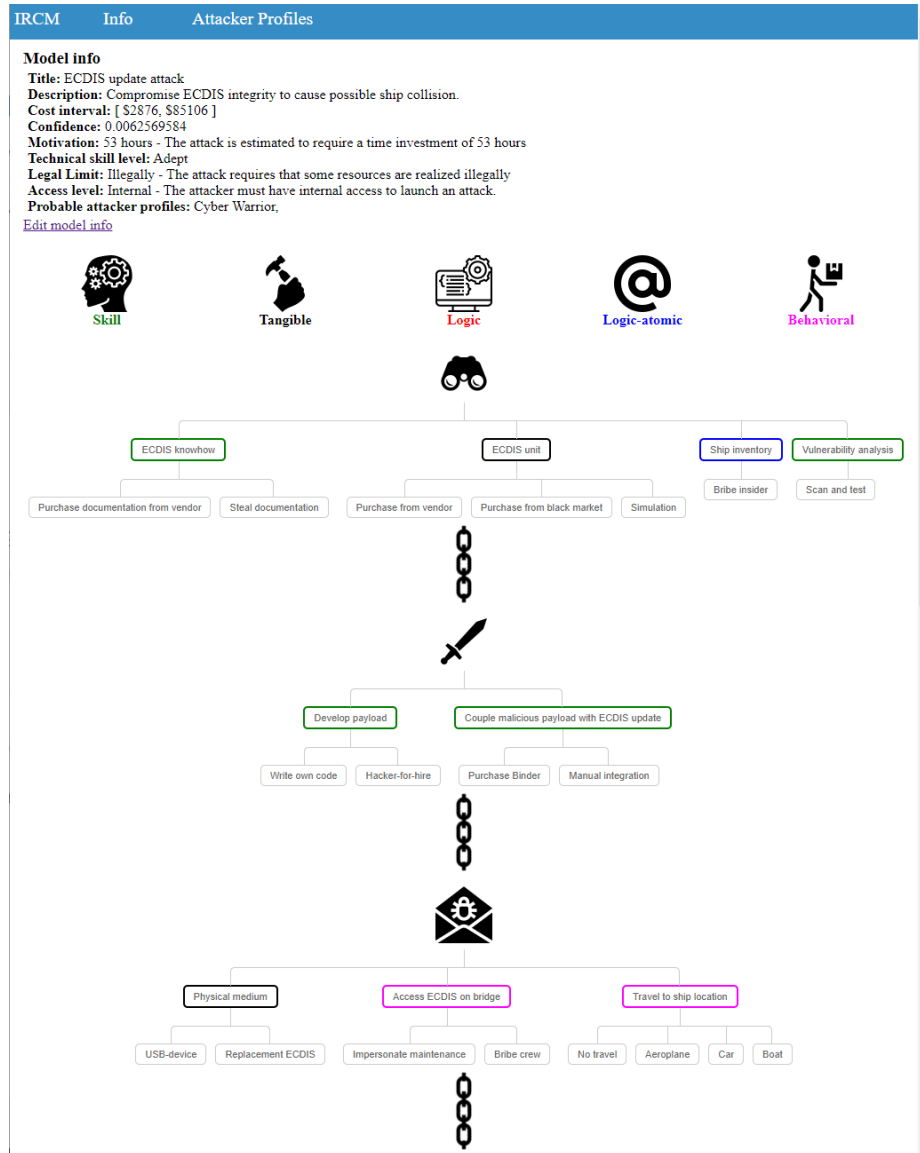 IRCM Info Attacker Profiles
Model info
Title: ECDIS update attack
Description: Compromise ECDIS integrity to cause possible ship collision.
Cost interval: [ $2876, $85106 ]
Confidence: 0.0062569584
Motivation: 53 hours - The attack is estimated to require a time investment of 53 hours
Technical skill level: Adept
Legal Limit: Illegally - The attack requires that some resources are realized illegally
Access level: Internal - The attacker must have internal access to launch an attack.
Probable attacker profiles: Cyber Warrior,
Edit model info
Skill Tangible Logic Logic-atomic Behavioral
ECDIS knowhow ECDIS unit Ship inventory Vulnerability analysis
Bribe insider Scan and test
Purchase documentation from vendor Steal documentation Purchase from vendor Purchase from black market Simulation
Develop payload Couple malicious payload with ECDIS update
Write own code Hacker-for-hire Purchase Binder Manual integration
Physical medium Access ECDIS on bridge Travel to ship location
USB-device Replacement ECDIS Impersonate maintenance Bribe crew No travel Aeroplane Car Boat